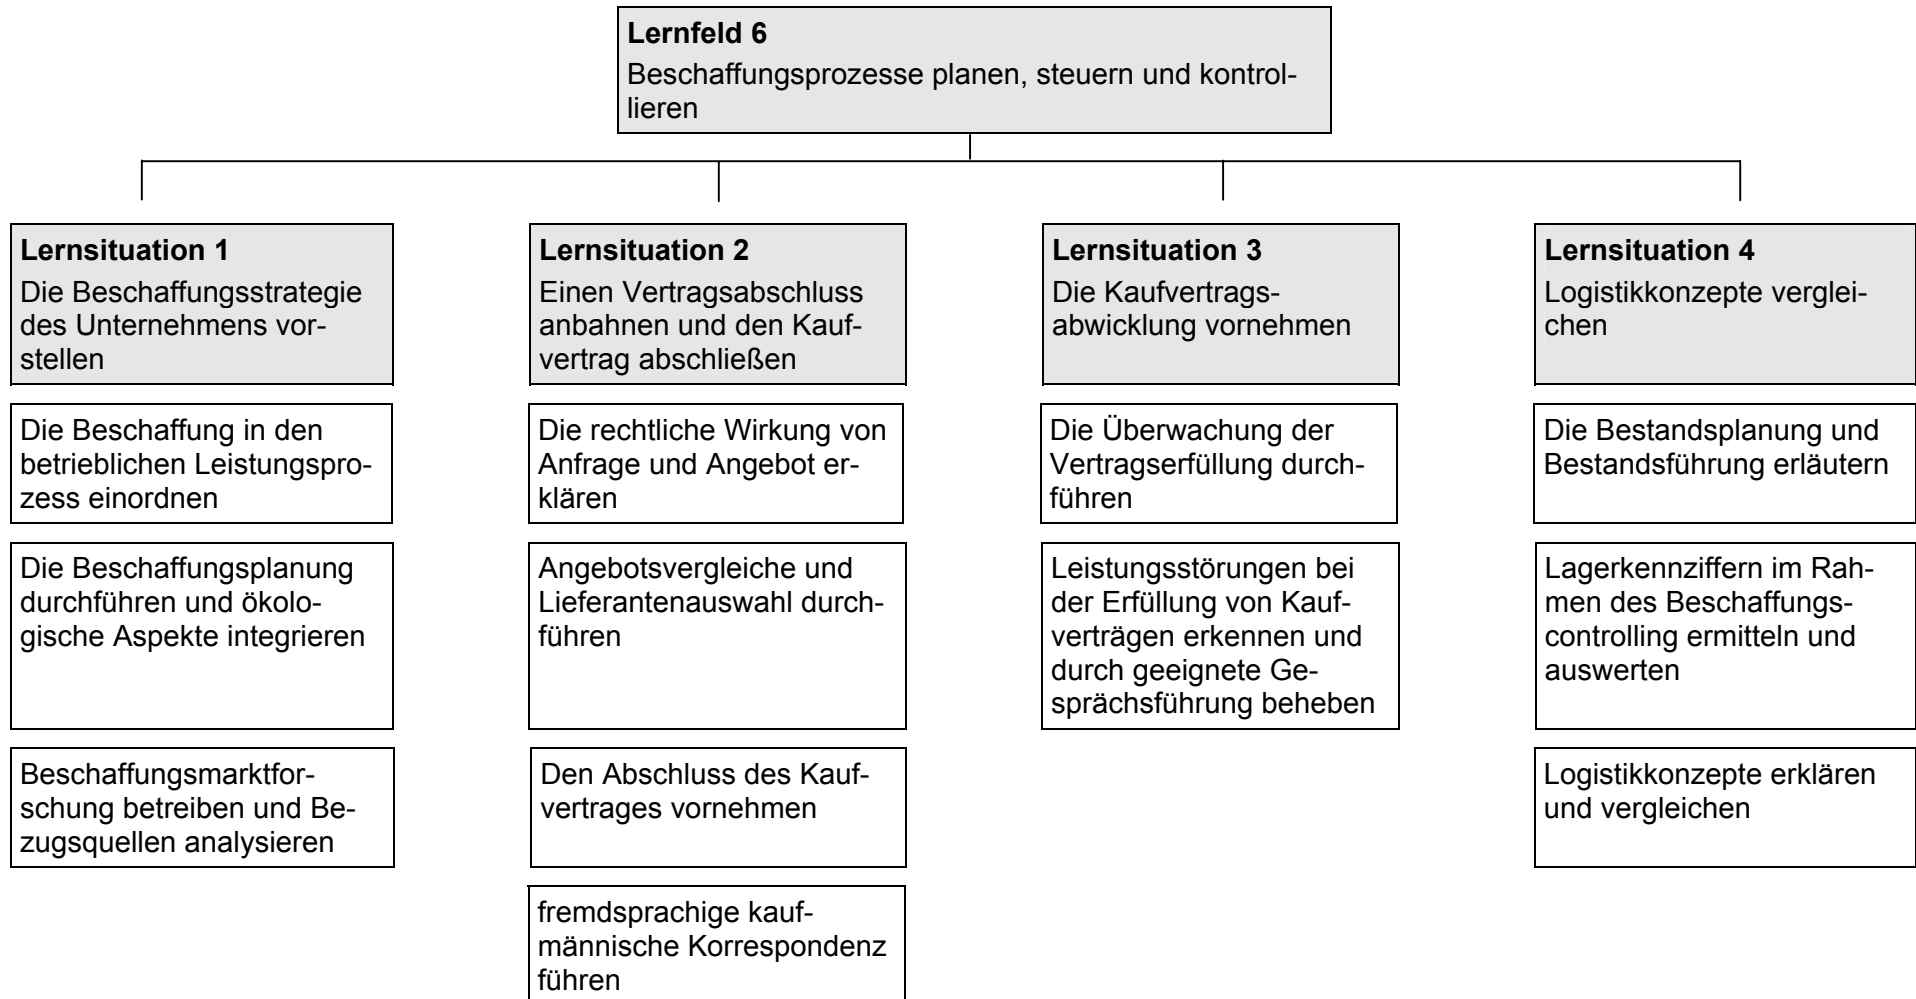 Lernfeld 6
Beschaffungsprozesse planen, steuern und kontrol-
lieren
Lernsituation 1
Die Beschaffungsstrategie
des Unternehmens vor-
stellen
Die Beschaffung in den
betrieblichen Leistungspro-
zess einordnen
Die Beschaffungsplanung
durchführen und ökolo-
gische Aspekte integrieren
Beschaffungsmarktfor-
schung betreiben und Be-
zugsquellen analysieren
Lernsituation 2
Einen Vertragsabschluss
anbahnen und den Kauf-
vertrag abschließen
Die rechtliche Wirkung von
Anfrage und Angebot er-
klären
Angebotsvergleiche und
Lieferantenauswahl durch-
führen
Den Abschluss des Kauf-
vertrages vornehmen
fremdsprachige kauf-
männische Korrespondenz
führen
Lernsituation 3
Die Kaufvertrags-
abwicklung vornehmen
Die Überwachung der
Vertragserfüllung durch-
führen
Leistungsstörungen bei
der Erfüllung von Kauf-
verträgen erkennen und
durch geeignete Ge-
sprächsführung beheben
Lernsituation 4
Logistikkonzepte verglei-
chen
Die Bestandsplanung und
Bestandsführung erläutern
Lagerkennziffern im Rah-
men des Beschaffungs-
controlling ermitteln und
auswerten
Logistikkonzepte erklären
und vergleichen